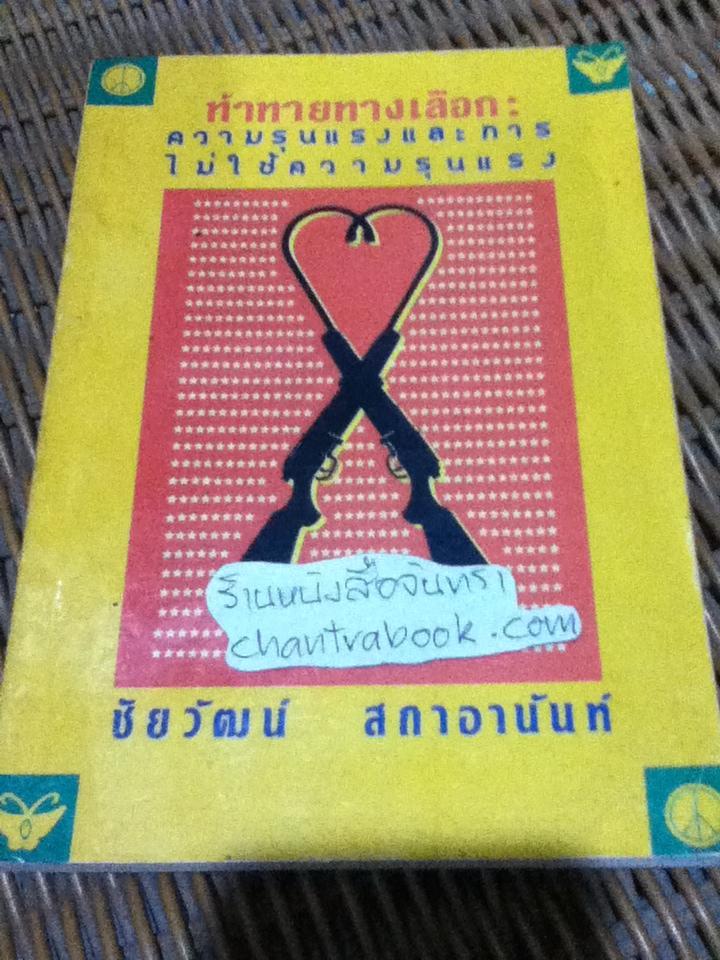 ท้าทายทางเลือก:
ความรุนแรงและการ
ไม่ใช้ความรุนแรง
ร้านหนังสือจันทรา
chantrabook.com
ชัยวัฒน์ สถาอานันท์